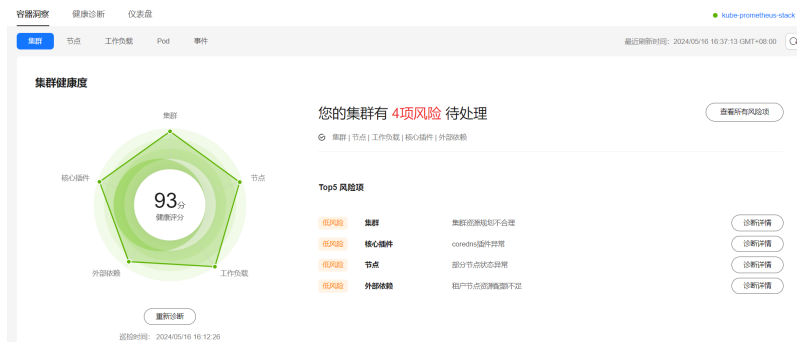 容器洞察 健康诊断 仪表盘 kube-prometheus-stack
集群 节点 工作负载 Pod 事件 最近刷新时间: 2024/05/16 16:37:13 GMT+08:00
集群健康度
集群
核心插件
节点
93分
健康评分
外部依赖
工作负载
重新诊断
巡检时间: 2024/05/16 16:12:26
您的集群有 4项风险 待处理 查看所有风险项
集群 | 节点 | 工作负载 | 核心插件 | 外部依赖
Top5 风险项
低风险 集群 集群资源规划不合理 诊断详情
低风险 核心插件 coredns插件异常 诊断详情
低风险 节点 部分节点状态异常 诊断详情
低风险 外部依赖 租户节点资源配额不足 诊断详情